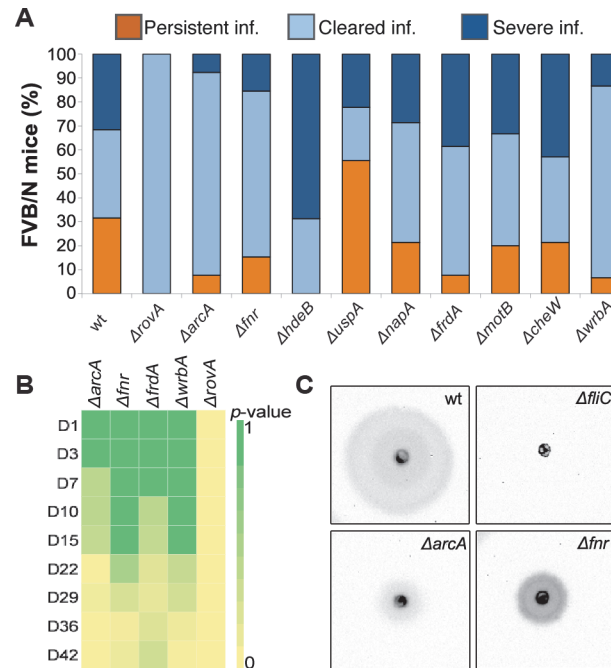 A
Persistent inf. Cleared inf. Severe inf.
FVB/N mice (%)
100
90
80
70
60
50
40
30
20
10
0
wt ΔrovA ΔarcA Δfnr ΔhdeB ΔuspA ΔnapA ΔfrdA ΔmotB ΔcheW ΔwrbA
B
ΔarcA Δfnr ΔfrdA ΔwrbA ΔrovA
p-value
1
0
D1
D3
D7
D10
D15
D22
D29
D36
D42
C
wt ΔfliC
ΔarcA Δfnr